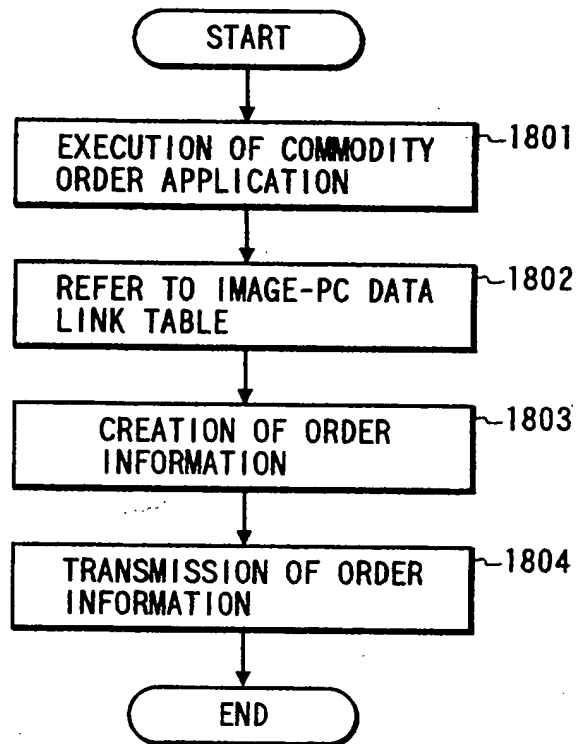 START
EXECUTION OF COMMODITY
ORDER APPLICATION
1801
REFER TO IMAGE-PC DATA
LINK TABLE
1802
CREATION OF ORDER
INFORMATION
1803
TRANSMISSION OF ORDER
INFORMATION
1804
END